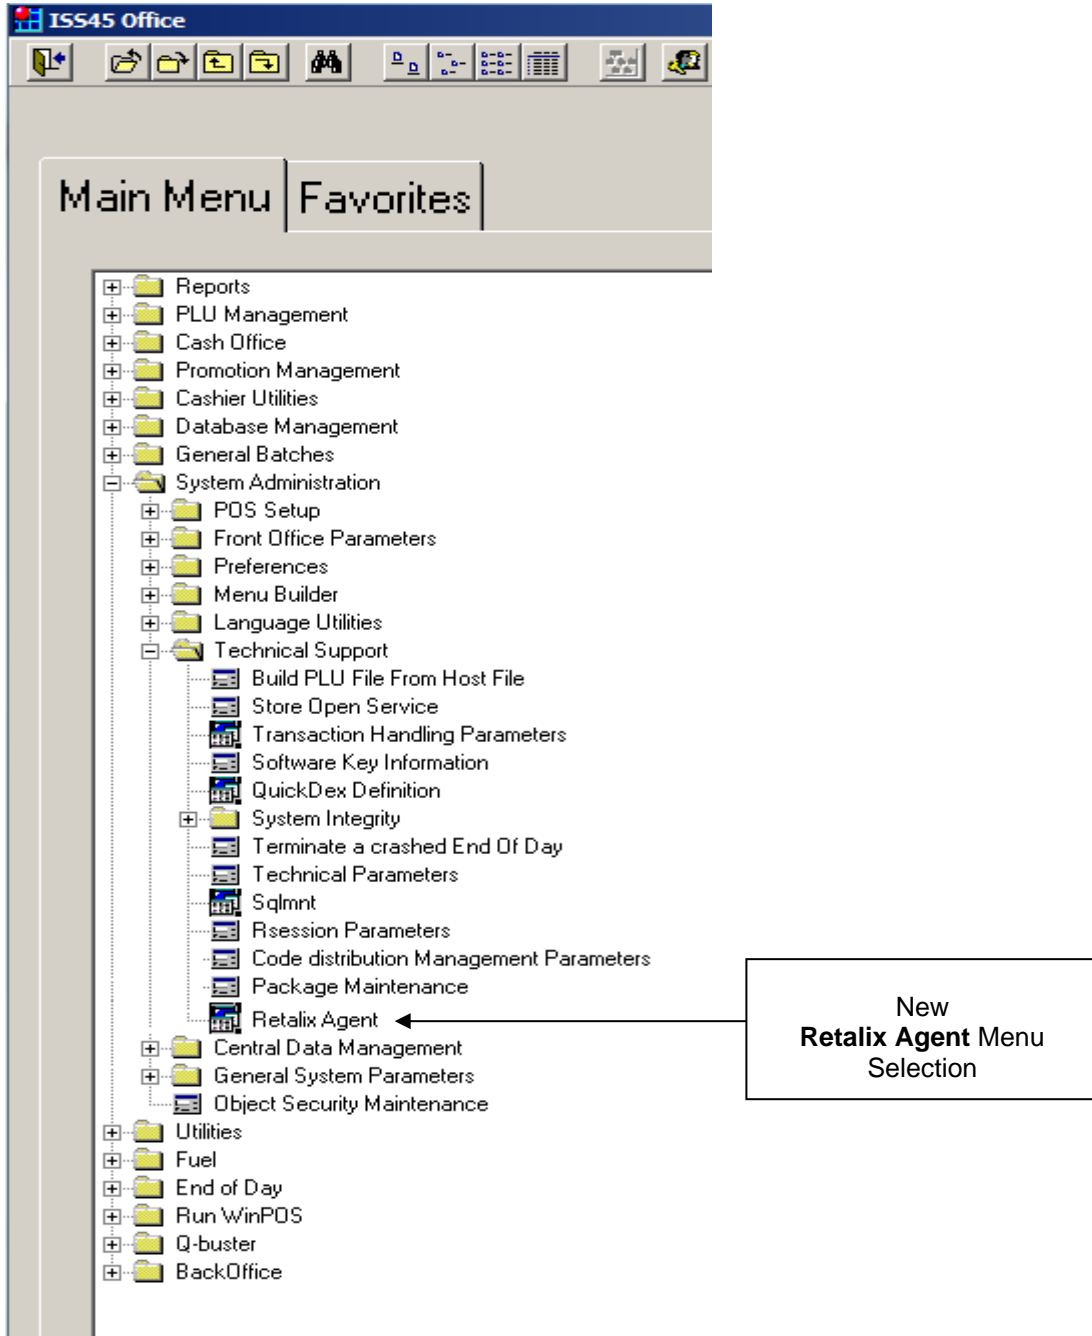 ISS45 Office
Main Menu
Favorites
Reports
PLU Management
Cash Office
Promotion Management
Cashier Utilities
Database Management
General Batches
System Administration
POS Setup
Front Office Parameters
Preferences
Menu Builder
Language Utilities
Technical Support
Build PLU File From Host File
Store Open Service
Transaction Handling Parameters
Software Key Information
QuickDex Definition
System Integrity
Terminate a crashed End Of Day
Technical Parameters
Sqlmnt
Rsession Parameters
Code distribution Management Parameters
Package Maintenance
Retalix Agent
Central Data Management
General System Parameters
Object Security Maintenance
Utilities
Fuel
End of Day
Run WinPOS
Q-buster
BackOffice
New
Retalix Agent Menu
Selection